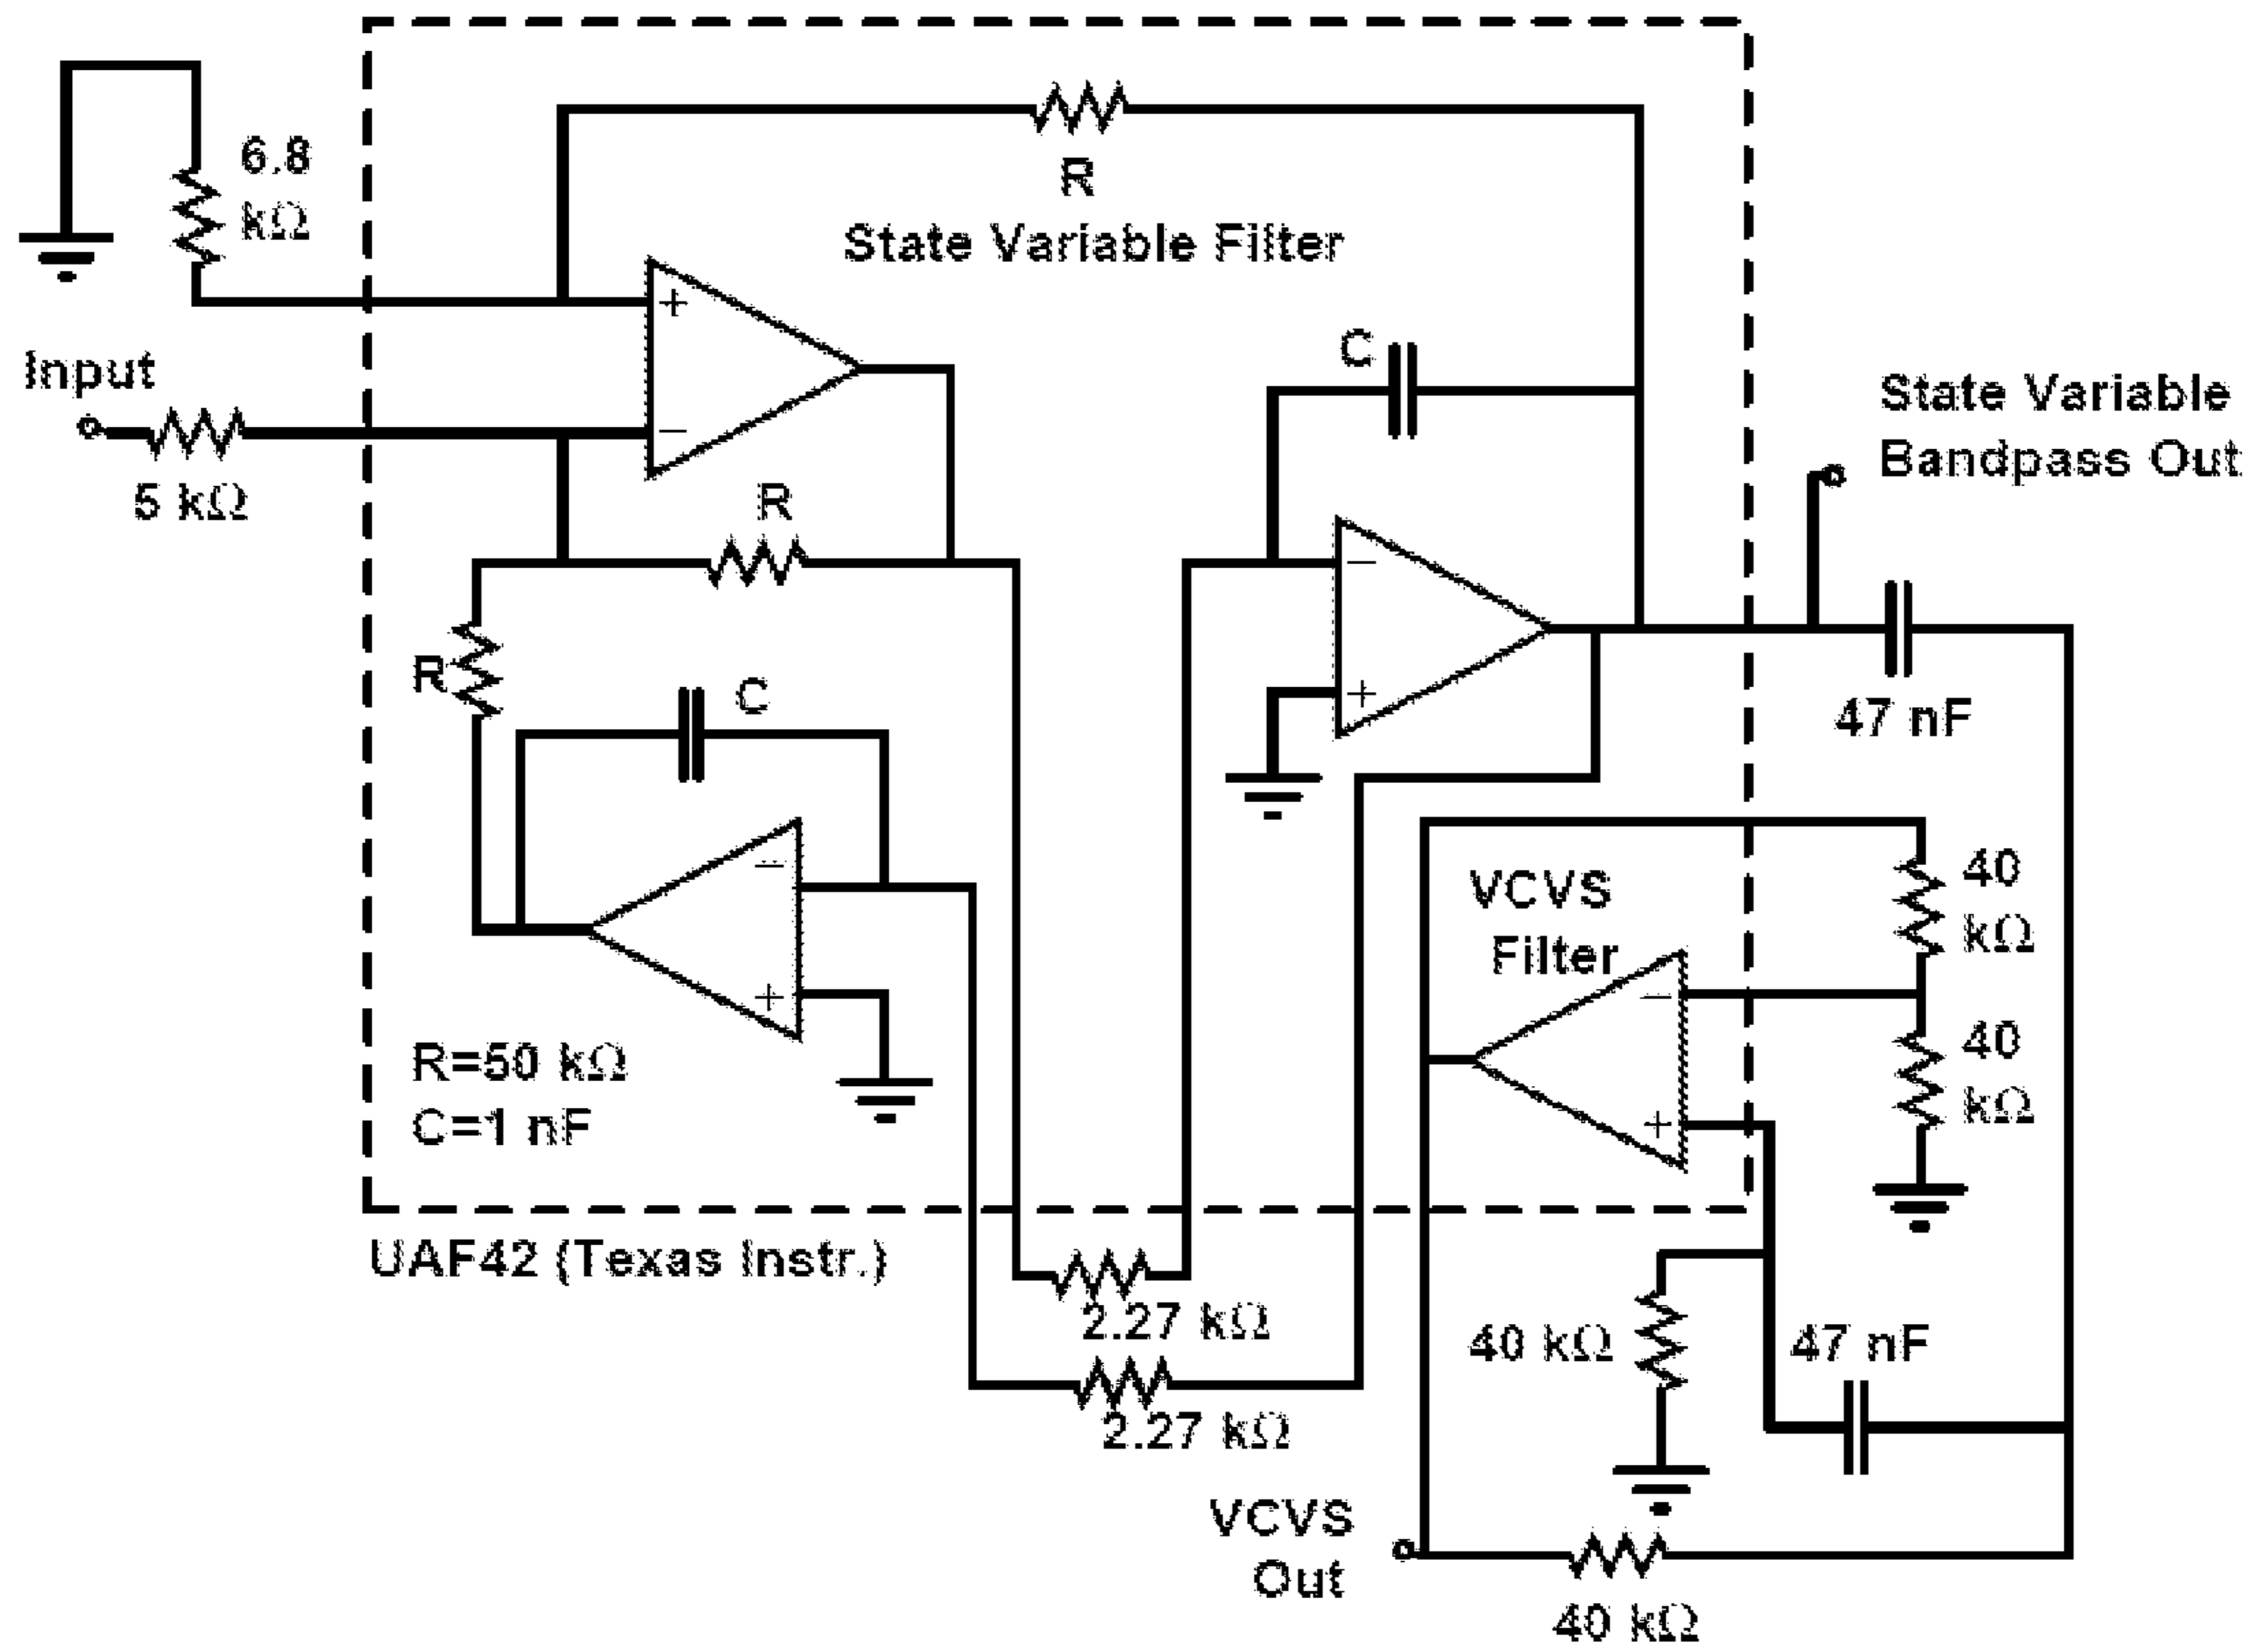 6.8
kΩ
R
State Variable Filter
+
Input
−
5 kΩ
R
C
State Variable
Bandpass Out
−
R
C
+
47 nF
−
+
VCVS
Filter
40
kΩ
−
40
kΩ
+
R=50 kΩ
C=1 nF
UAF42 (Texas Instr.)
2.27 kΩ
40 kΩ
47 nF
2.27 kΩ
VCVS
Out
40 kΩ